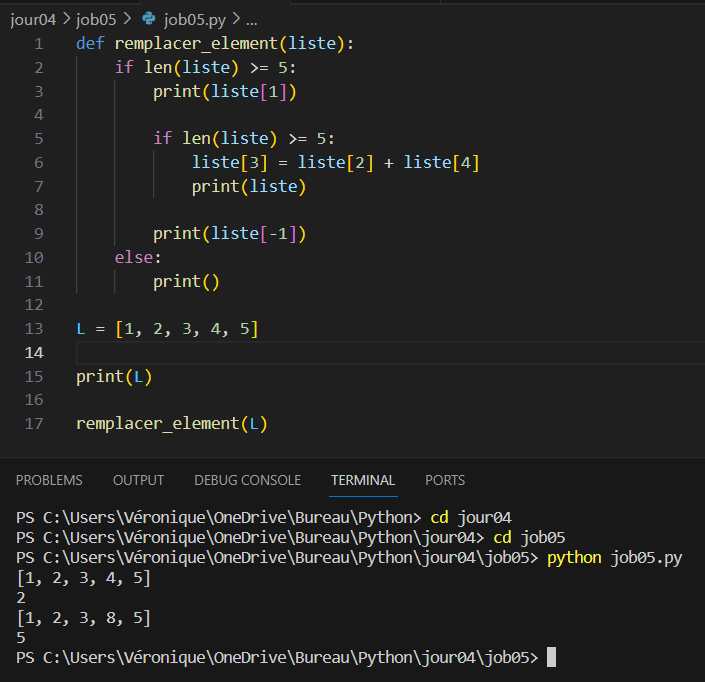 jour04 > job05 > job05.py > ...
1 def remplacer_element(liste):
2     if len(liste) >= 5:
3         print(liste[1])
4
5         if len(liste) >= 5:
6             liste[3] = liste[2] + liste[4]
7             print(liste)
8
9         print(liste[-1])
10     else:
11         print()
12
13 L = [1, 2, 3, 4, 5]
14
15 print(L)
16
17 remplacer_element(L)
PROBLEMS OUTPUT DEBUG CONSOLE TERMINAL PORTS
PS C:\Users\Véronique\OneDrive\Bureau\Python> cd jour04
PS C:\Users\Véronique\OneDrive\Bureau\Python\jour04> cd job05
PS C:\Users\Véronique\OneDrive\Bureau\Python\jour04\job05> python job05.py
[1, 2, 3, 4, 5]
2
[1, 2, 3, 8, 5]
5
PS C:\Users\Véronique\OneDrive\Bureau\Python\jour04\job05>